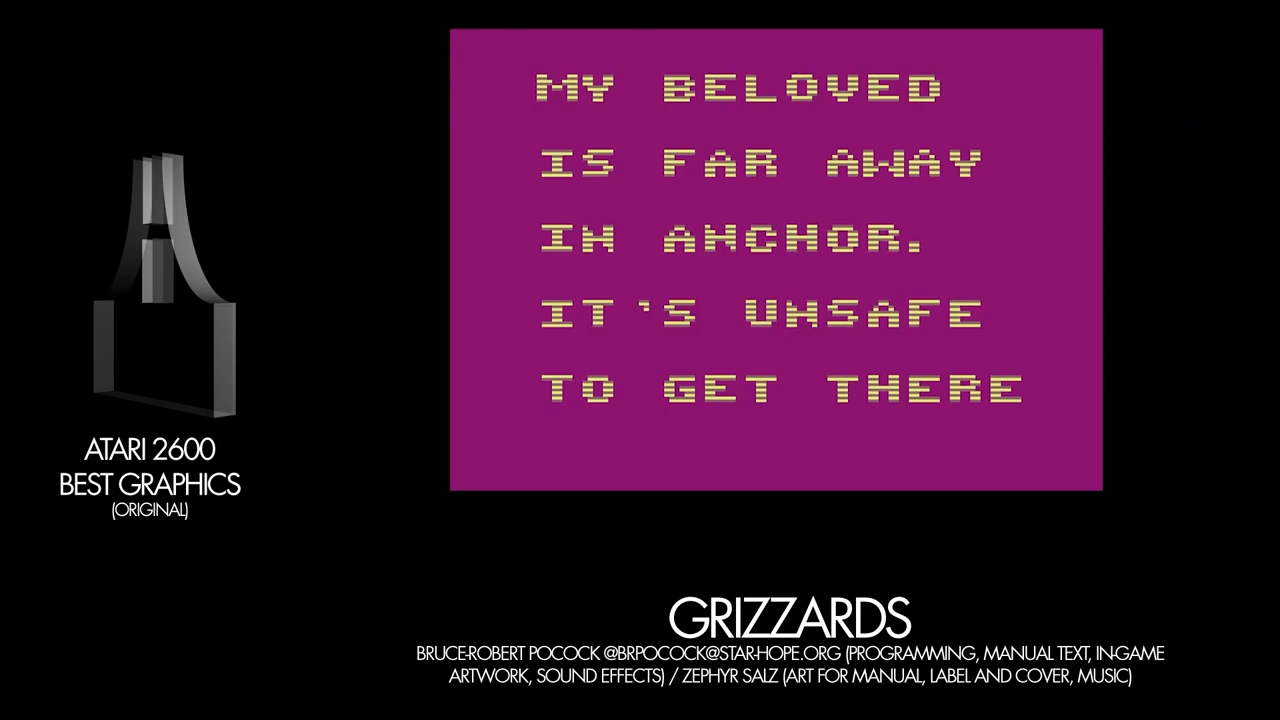 MY BELOVED
IS FAR AWAY
IN ANCHOR.
IT'S UNSAFE
TO GET THERE
ATARI 2600
BEST GRAPHICS
(ORIGINAL)
GRIZZARDS
BRUCE-ROBERT POCOCK @BRPOCOCK@STAR-HOPE.ORG (PROGRAMMING, MANUAL TEXT, IN-GAME
ARTWORK, SOUND EFFECTS) / ZEPHYR SALZ (ART FOR MANUAL, LABEL AND COVER, MUSIC)